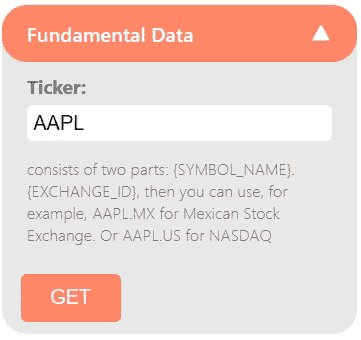 Fundamental Data
Ticker:
AAPL
consists of two parts: {SYMBOL_NAME}.
{EXCHANGE_ID}, then you can use, for
example, AAPL.MX for Mexican Stock
Exchange. Or AAPL.US for NASDAQ
GET